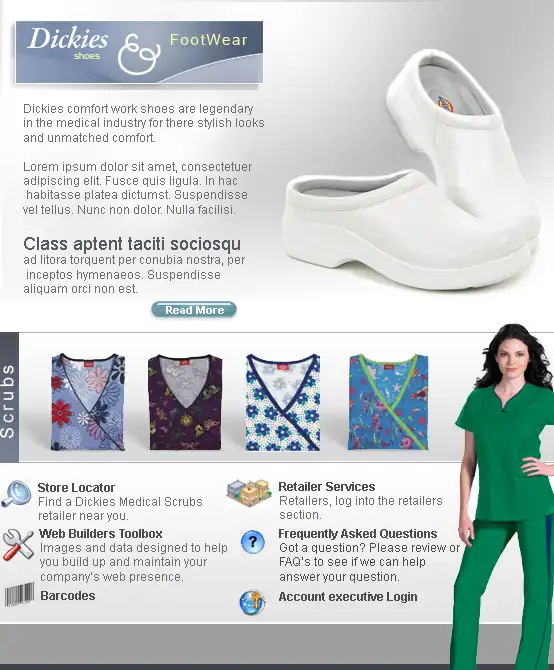 Dickies & FootWear
shoes
Dickies comfort work shoes are legendary
in the medical industry for there stylish looks
and unmatched comfort.
Lorem ipsum dolor sit amet, consectetuer
adipiscing elit. Fusce quis ligula. In hac
habitasse platea dictumst. Suspendisse
vel tellus. Nunc non dolor. Nulla facilisi.
Class aptent taciti sociosqu
ad litora torquent per conubia nostra, per
inceptos hymenaeos. Suspendisse
aliquam orci non est.
Read More
Scrubs
Store Locator
Find a Dickies Medical Scrubs
retailer near you.
Retailer Services
Retailers, log into the retailers
section.
Web Builders Toolbox
Images and data designed to help
you build up and maintain your
company's web presence.
Frequently Asked Questions
Got a question? Please review or
FAQ's to see if we can help
answer your question.
Barcodes
Account executive Login